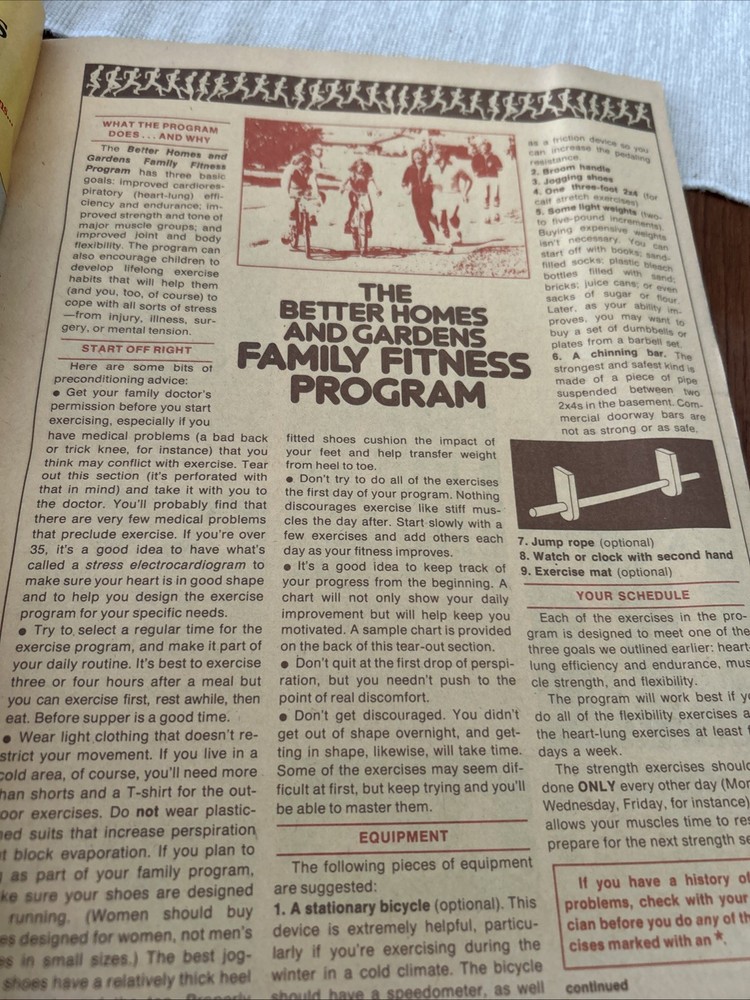 WHAT THE PROGRAM
DOES...AND WHY
The Better Homes and
Gardens Family Fitness
Program has three basic
goals: improved cardiores-
piratory (heart-lung) effi-
ciency and endurance; im-
proved strength and tone of
major muscle groups; and
improved joint and body
flexibility. The program can
also encourage children to
develop lifelong exercise
habits that will help them
(and you, too, of course) to
cope with all sorts of stress
—from injury, illness, sur-
gery, or mental tension.
START OFF RIGHT
Here are some bits of
preconditioning advice:
● Get your family doctor's
permission before you start
exercising, especially if you
have medical problems (a bad back
or trick knee, for instance) that you
think may conflict with exercise. Tear
out this section (it's perforated with
that in mind) and take it with you to
the doctor. You'll probably find that
there are very few medical problems
that preclude exercise. If you're over
35, it's a good idea to have what's
called a stress electrocardiogram to
make sure your heart is in good shape
and to help you design the exercise
program for your specific needs.
● Try to select a regular time for the
exercise program, and make it part of
your daily routine. It's best to exercise
three or four hours after a meal but
you can exercise first, rest awhile, then
eat. Before supper is a good time.
● Wear light clothing that doesn't re-
strict your movement. If you live in a
cold area, of course, you'll need more
than shorts and a T-shirt for the out-
oor exercises. Do not wear plastic-
ned suits that increase perspiration
t block evaporation. If you plan to
as part of your family program,
ke sure your shoes are designed
running. (Women should buy
es designed for women, not men's
es in small sizes.) The best jog-
shoes have a relatively thick heel
THE
BETTER HOMES
AND GARDENS
FAMILY FITNESS
PROGRAM
fitted shoes cushion the impact of
your feet and help transfer weight
from heel to toe.
● Don't try to do all of the exercises
the first day of your program. Nothing
discourages exercise like stiff mus-
cles the day after. Start slowly with a
few exercises and add others each
day as your fitness improves.
● It's a good idea to keep track of
your progress from the beginning. A
chart will not only show your daily
improvement but will help keep you
motivated. A sample chart is provided
on the back of this tear-out section.
● Don't quit at the first drop of perspi-
ration, but you needn't push to the
point of real discomfort.
● Don't get discouraged. You didn't
get out of shape overnight, and get-
ting in shape, likewise, will take time.
Some of the exercises may seem dif-
ficult at first, but keep trying and you'll
be able to master them.
EQUIPMENT
The following pieces of equipment
are suggested:
1. A stationary bicycle (optional). This
device is extremely helpful, particu-
larly if you're exercising during the
winter in a cold climate. The bicycle
should have a speedometer, as well
as a friction device so you
can increase the pedaling
resistance.
2. Broom handle
3. Jogging shoes
4. One three-foot 2x4 (for
calf stretch exercises)
5. Some light weights (two-
to five-pound increments).
Buying expensive weights
isn't necessary. You can
start off with books; sand-
filled socks; plastic bleach
bottles filled with sand;
bricks; juice cans; or even
sacks of sugar or flour.
Later, as your ability im-
proves, you may want to
buy a set of dumbbells or
plates from a barbell set.
6. A chinning bar. The
strongest and safest kind is
made of a piece of pipe
suspended between two
2x4s in the basement. Com-
mercial doorway bars are
not as strong or as safe.
7. Jump rope (optional)
8. Watch or clock with second hand
9. Exercise mat (optional)
YOUR SCHEDULE
Each of the exercises in the pro-
gram is designed to meet one of the
three goals we outlined earlier: heart-
lung efficiency and endurance, mus
cle strength, and flexibility.
The program will work best if y
do all of the flexibility exercises a
the heart-lung exercises at least
days a week.
The strength exercises shoul
done ONLY every other day (Mon
Wednesday, Friday, for instance)
allows your muscles time to res
prepare for the next strength se
If you have a history of
problems, check with your
cian before you do any of th
cises marked with an *.
continued